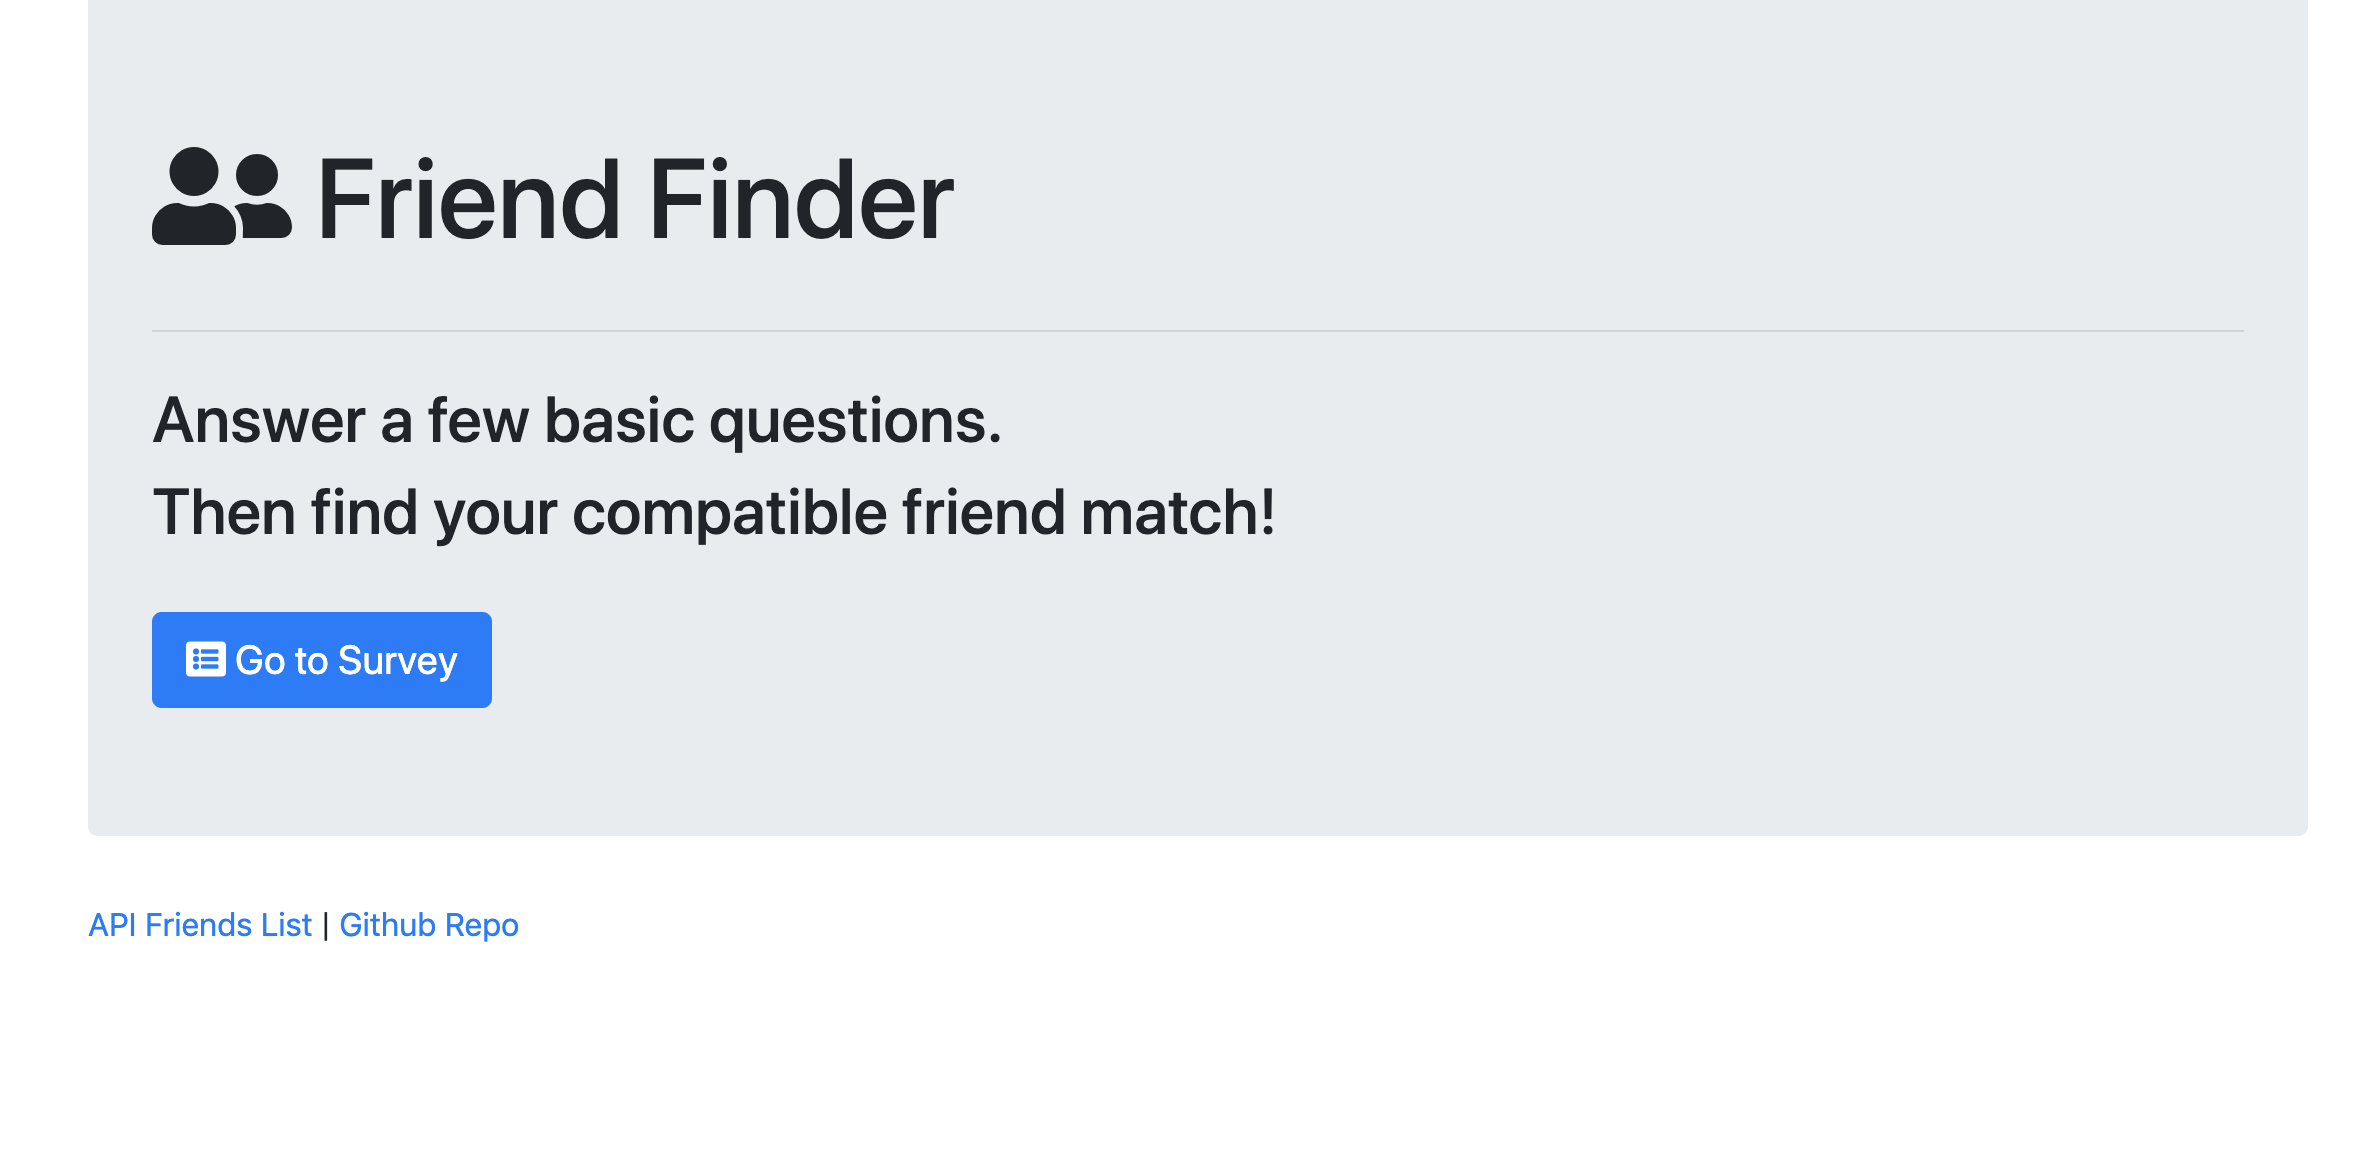 Friend Finder
Answer a few basic questions.
Then find your compatible friend match!
Go to Survey
API Friends List | Github Repo